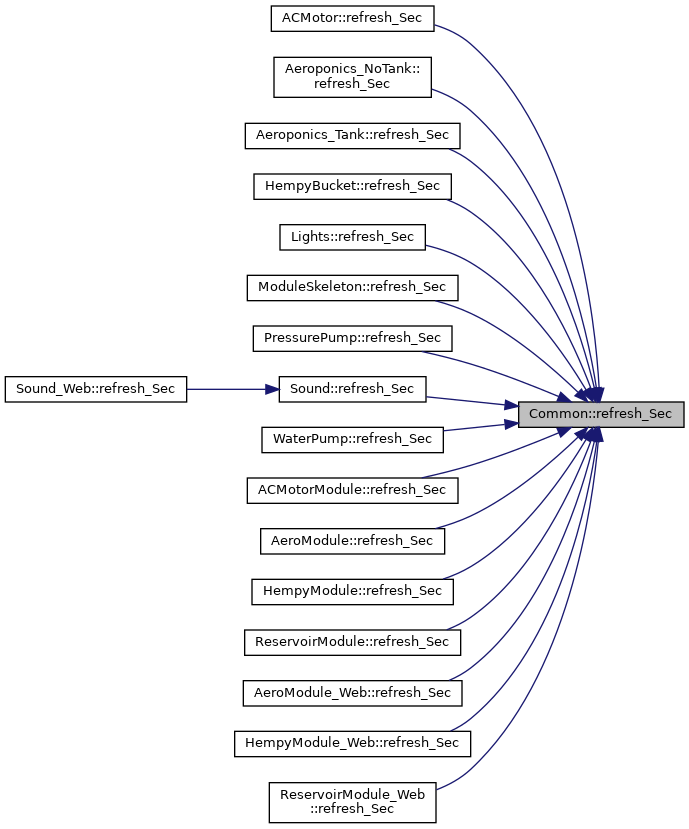 ACMotor::refresh_Sec
Aeroponics_NoTank::
refresh_Sec
Aeroponics_Tank::refresh_Sec
HempyBucket::refresh_Sec
Lights::refresh_Sec
ModuleSkeleton::refresh_Sec
PressurePump::refresh_Sec
Sound_Web::refresh_Sec
Sound::refresh_Sec
Common::refresh_Sec
WaterPump::refresh_Sec
ACMotorModule::refresh_Sec
AeroModule::refresh_Sec
HempyModule::refresh_Sec
ReservoirModule::refresh_Sec
AeroModule_Web::refresh_Sec
HempyModule_Web::refresh_Sec
ReservoirModule_Web
::refresh_Sec